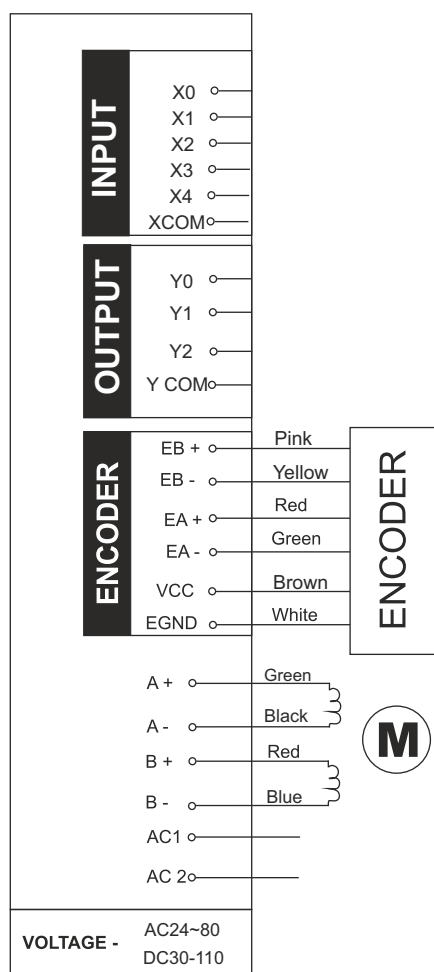 INPUT
X0
X1
X2
X3
X4
XCOM
OUTPUT
Y0
Y1
Y2
Y COM
ENCODER
EB + Pink
EB - Yellow
EA + Red
EA - Green
VCC Brown
EGND White
ENCODER
A + Green
A - Black
B + Red
B - Blue
M
AC1
AC 2
VOLTAGE - AC24~80
DC30-110